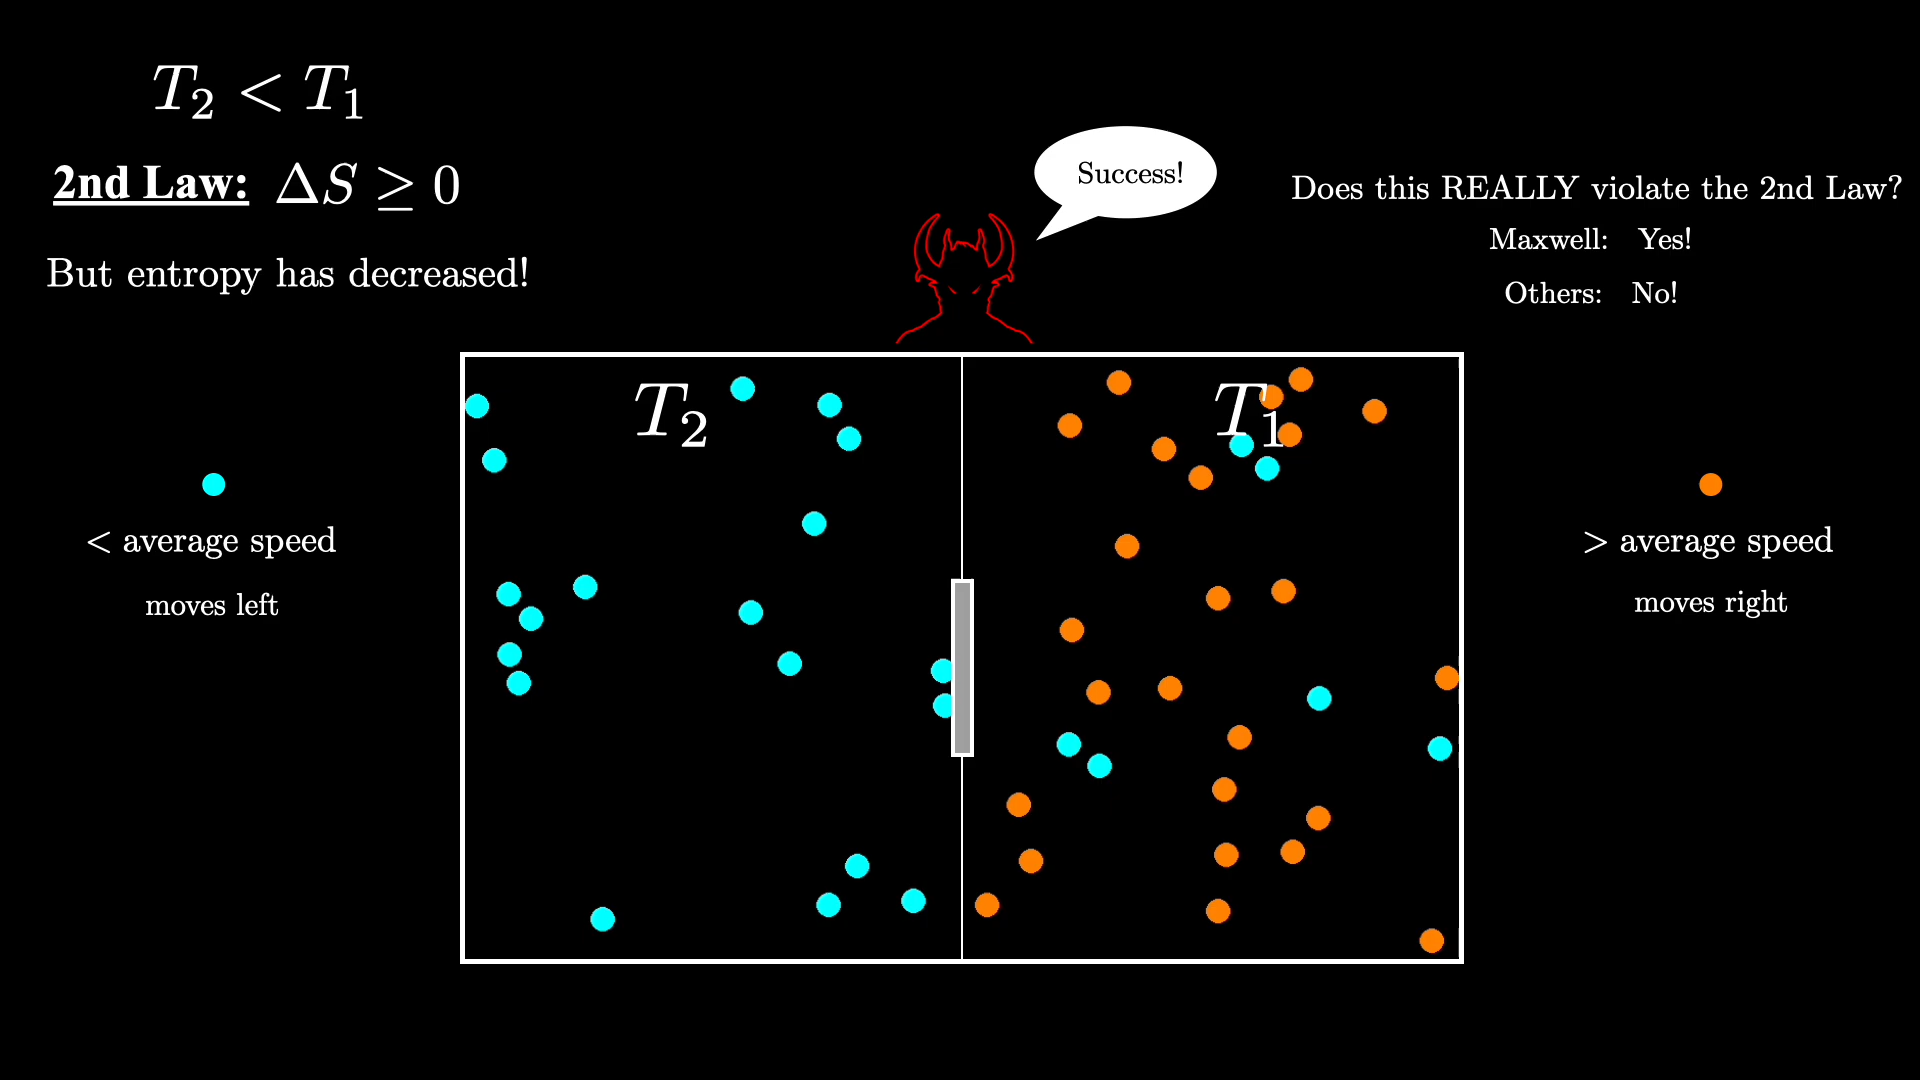 T₂ < T₁
2nd Law: ΔS ≥ 0
But entropy has decreased!
Success!
Does this REALLY violate the 2nd Law?
Maxwell: Yes!
Others: No!
T₂
T₁
< average speed
moves left
> average speed
moves right